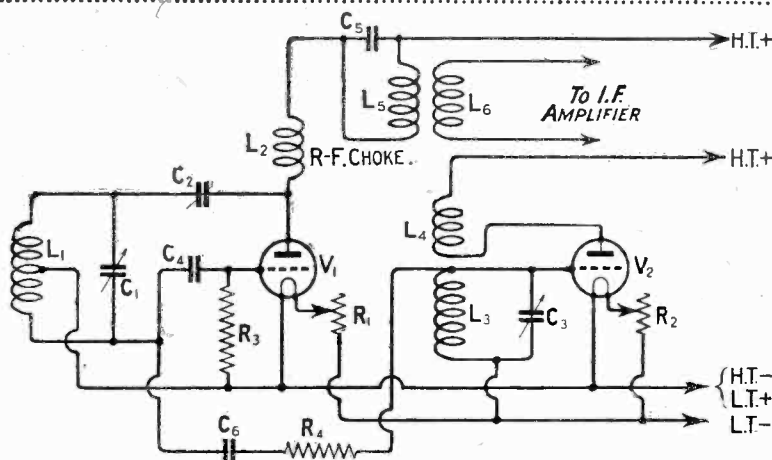 C5
H.T.+
L5
L6
To I.F.
AMPLIFIER
L2
R-F. CHOKE.
H.T.+
C2
L4
L1
C1
C4
V1
V2
R3
R1
L3
C3
R2
H.T.-
L.T.+
L.T.-
C6
R4